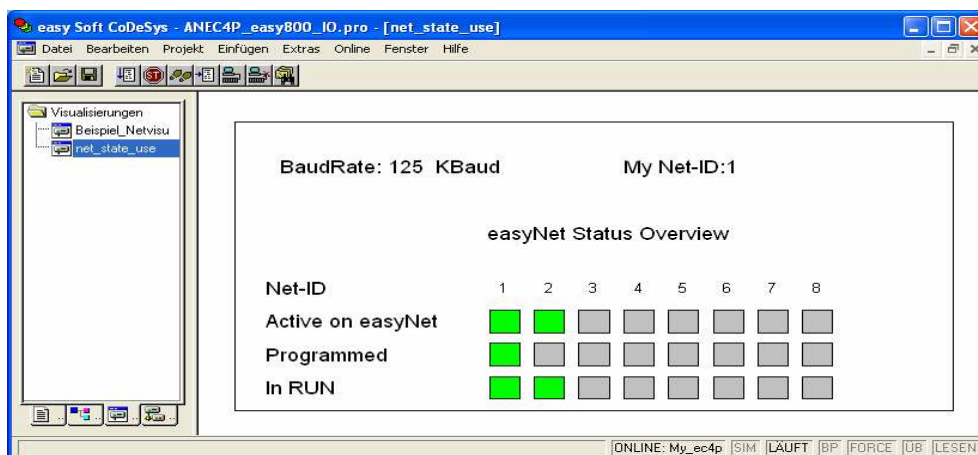 easy Soft CoDeSys - ANEC4P_easy800_IO.pro - [net_state_use]
Datei Bearbeiten Projekt Einfügen Extras Online Fenster Hilfe
Visualisierungen
Beispiel_Netvisu
net_state_use
BaudRate: 125 KBaud My Net-ID:1
easyNet Status Overview
Net-ID 1 2 3 4 5 6 7 8
Active on easyNet
Programmed
In RUN
ONLINE: My_ec4p SIM LÄUFT BP FORCE ÜB LESEN